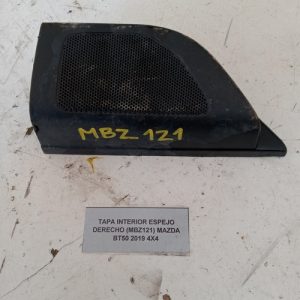 MBZ 121
TAPA INTERIOR ESPEJO
DERECHO (MBZ121) MAZDA
BT50 2019 4X4